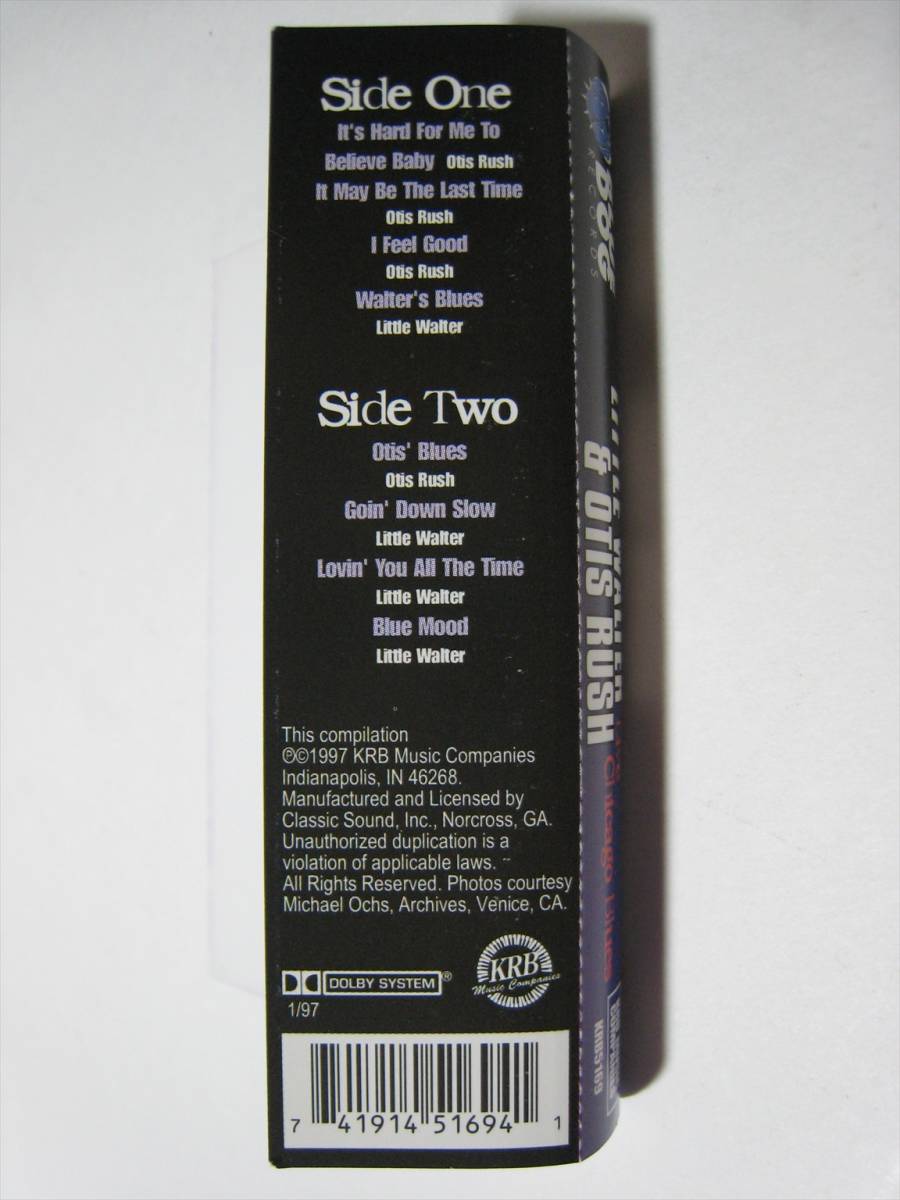 Side One
It's Hard For Me To
Believe Baby Otis Rush
It May Be The Last Time
Otis Rush
I Feel Good
Otis Rush
Walter's Blues
Little Walter
Side Two
Otis' Blues
Otis Rush
Goin' Down Slow
Little Walter
Lovin' You All The Time
Little Walter
Blue Mood
Little Walter
This compilation
℗©1997 KRB Music Companies
Indianapolis, IN 46268.
Manufactured and Licensed by
Classic Sound, Inc., Norcross, GA.
Unauthorized duplication is a
violation of applicable laws.
All Rights Reserved. Photos courtesy
Michael Ochs, Archives, Venice, CA.
DOLBY SYSTEM®
1/97
KRB
Music Companies
7 41914 51694 1
RECORDS
LITTLE WALTER
& OTIS RUSH
Chicago Blues
KRB5169